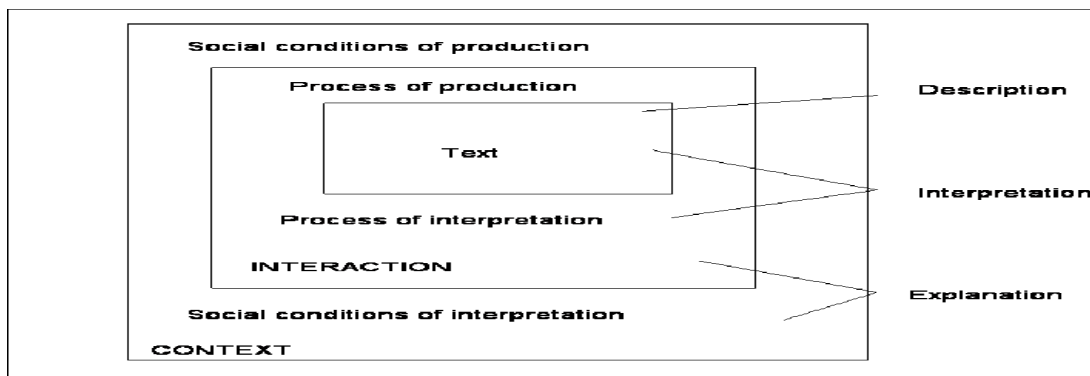 Social conditions of production
Process of production
Description
Text
Interpretation
Process of interpretation
INTERACTION
Explanation
Social conditions of interpretation
CONTEXT